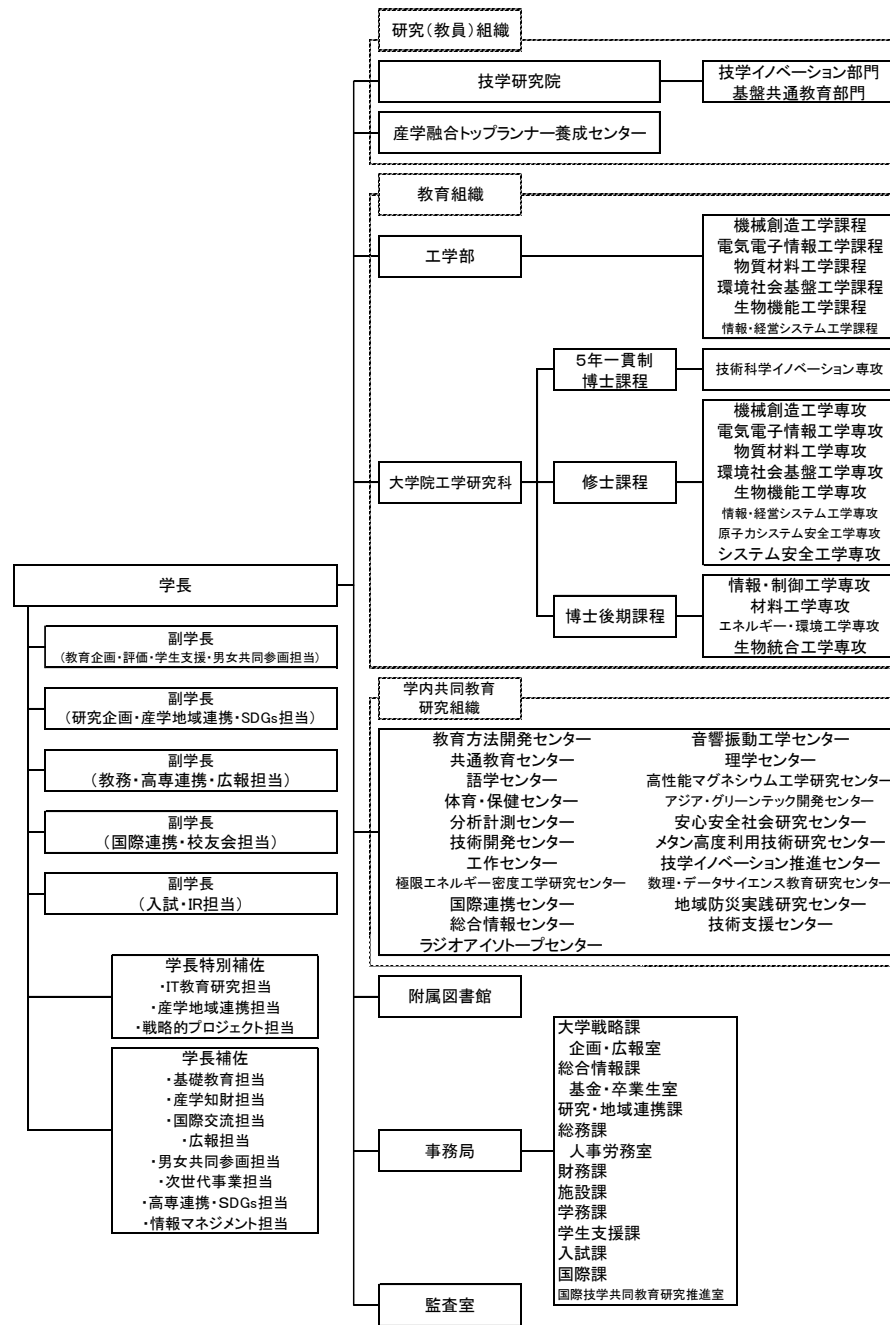 研究(教員)組織
技学研究院
技学イノベーション部門
基盤共通教育部門
産学融合トップランナー養成センター
教育組織
工学部
機械創造工学課程
電気電子情報工学課程
物質材料工学課程
環境社会基盤工学課程
生物機能工学課程
情報・経営システム工学課程
大学院工学研究科
5年一貫制
博士課程
技術科学イノベーション専攻
修士課程
機械創造工学専攻
電気電子情報工学専攻
物質材料工学専攻
環境社会基盤工学専攻
生物機能工学専攻
情報・経営システム工学専攻
原子力システム安全工学専攻
システム安全工学専攻
博士後期課程
情報・制御工学専攻
材料工学専攻
エネルギー・環境工学専攻
生物統合工学専攻
学長
副学長
(教育企画・評価・学生支援・男女共同参画担当)
副学長
(研究企画・産学地域連携・SDGs担当)
副学長
(教務・高専連携・広報担当)
副学長
(国際連携・校友会担当)
副学長
(入試・IR担当)
学長特別補佐
・IT教育研究担当
・産学地域連携担当
・戦略的プロジェクト担当
学長補佐
・基礎教育担当
・産学知財担当
・国際交流担当
・広報担当
・男女共同参画担当
・次世代事業担当
・高専連携・SDGs担当
・情報マネジメント担当
学内共同教育
研究組織
教育方法開発センター
共通教育センター
語学センター
体育・保健センター
分析計測センター
技術開発センター
工作センター
極限エネルギー密度工学研究センター
国際連携センター
総合情報センター
ラジオアイソトープセンター
音響振動工学センター
理学センター
高性能マグネシウム工学研究センター
アジア・グリーンテック開発センター
安心安全社会研究センター
メタン高度利用技術研究センター
技学イノベーション推進センター
数理・データサイエンス教育研究センター
地域防災実践研究センター
技術支援センター
附属図書館
事務局
大学戦略課
企画・広報室
総合情報課
基金・卒業生室
研究・地域連携課
総務課
人事労務室
財務課
施設課
学務課
学生支援課
入試課
国際課
国際技学共同教育研究推進室
監査室